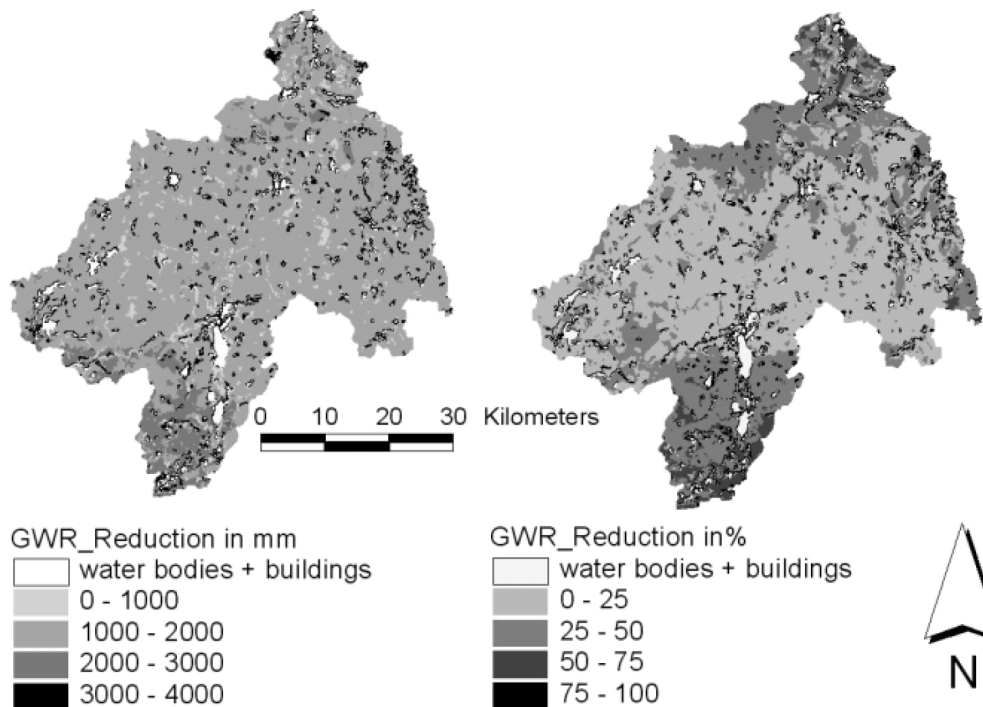 0 10 20 30 Kilometers
GWR_Reduction in mm
water bodies + buildings
0 - 1000
1000 - 2000
2000 - 3000
3000 - 4000
GWR_Reduction in%
water bodies + buildings
0 - 25
25 - 50
50 - 75
75 - 100
N